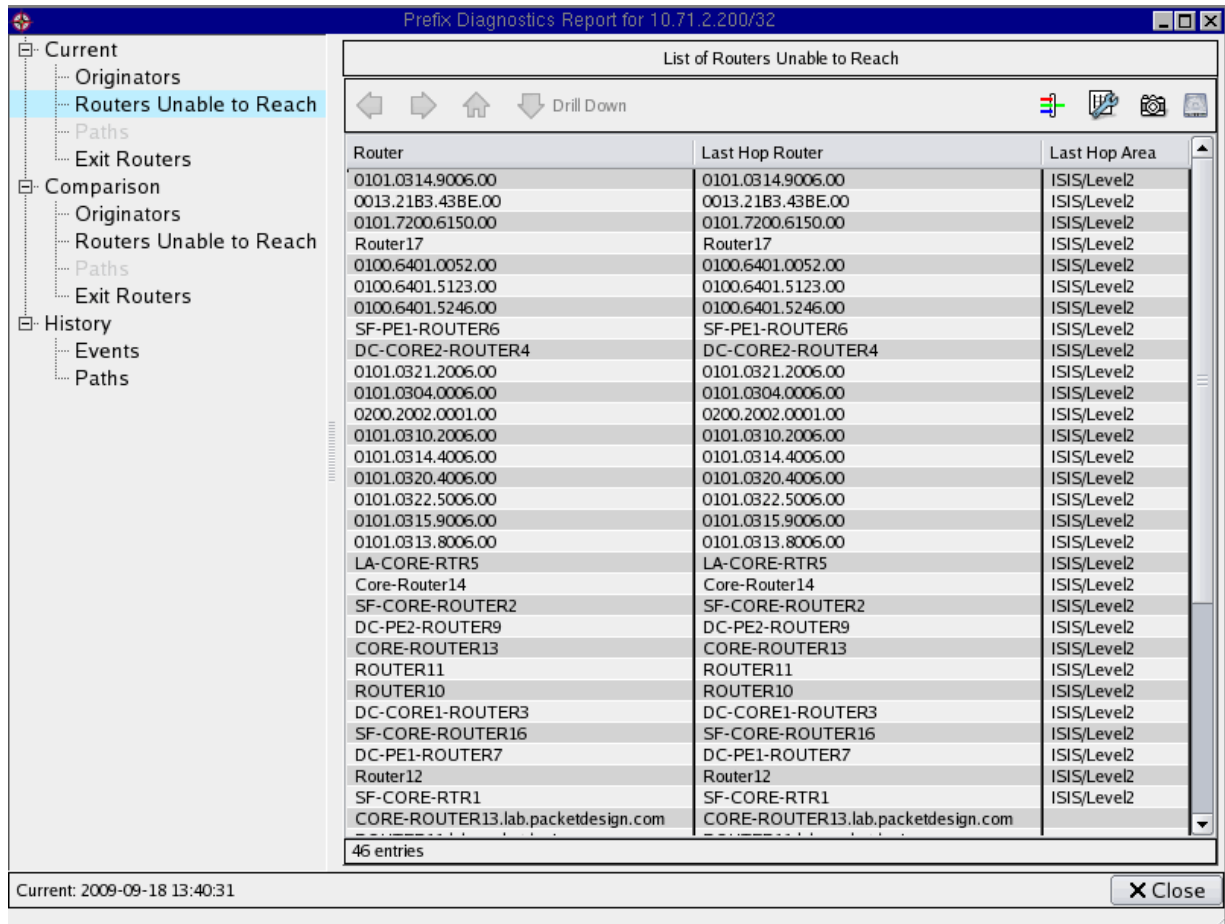 Prefix Diagnostics Report for 10.71.2.200/32
Current
Originators
Routers Unable to Reach
Paths
Exit Routers
Comparison
Originators
Routers Unable to Reach
Paths
Exit Routers
History
Events
Paths
List of Routers Unable to Reach
Drill Down
Router Last Hop Router Last Hop Area
0101.0314.9006.00 0101.0314.9006.00 ISIS/Level2
0013.21B3.43BE.00 0013.21B3.43BE.00 ISIS/Level2
0101.7200.6150.00 0101.7200.6150.00 ISIS/Level2
Router17 Router17 ISIS/Level2
0100.6401.0052.00 0100.6401.0052.00 ISIS/Level2
0100.6401.5123.00 0100.6401.5123.00 ISIS/Level2
0100.6401.5246.00 0100.6401.5246.00 ISIS/Level2
SF-PE1-ROUTER6 SF-PE1-ROUTER6 ISIS/Level2
DC-CORE2-ROUTER4 DC-CORE2-ROUTER4 ISIS/Level2
0101.0321.2006.00 0101.0321.2006.00 ISIS/Level2
0101.0304.0006.00 0101.0304.0006.00 ISIS/Level2
0200.2002.0001.00 0200.2002.0001.00 ISIS/Level2
0101.0310.2006.00 0101.0310.2006.00 ISIS/Level2
0101.0314.4006.00 0101.0314.4006.00 ISIS/Level2
0101.0320.4006.00 0101.0320.4006.00 ISIS/Level2
0101.0322.5006.00 0101.0322.5006.00 ISIS/Level2
0101.0315.9006.00 0101.0315.9006.00 ISIS/Level2
0101.0313.8006.00 0101.0313.8006.00 ISIS/Level2
LA-CORE-RTR5 LA-CORE-RTR5 ISIS/Level2
Core-Router14 Core-Router14 ISIS/Level2
SF-CORE-ROUTER2 SF-CORE-ROUTER2 ISIS/Level2
DC-PE2-ROUTER9 DC-PE2-ROUTER9 ISIS/Level2
CORE-ROUTER13 CORE-ROUTER13 ISIS/Level2
ROUTER11 ROUTER11 ISIS/Level2
ROUTER10 ROUTER10 ISIS/Level2
DC-CORE1-ROUTER3 DC-CORE1-ROUTER3 ISIS/Level2
SF-CORE-ROUTER16 SF-CORE-ROUTER16 ISIS/Level2
DC-PE1-ROUTER7 DC-PE1-ROUTER7 ISIS/Level2
Router12 Router12 ISIS/Level2
SF-CORE-RTR1 SF-CORE-RTR1 ISIS/Level2
CORE-ROUTER13.lab.packetdesign.com CORE-ROUTER13.lab.packetdesign.com
46 entries
Current: 2009-09-18 13:40:31
Close